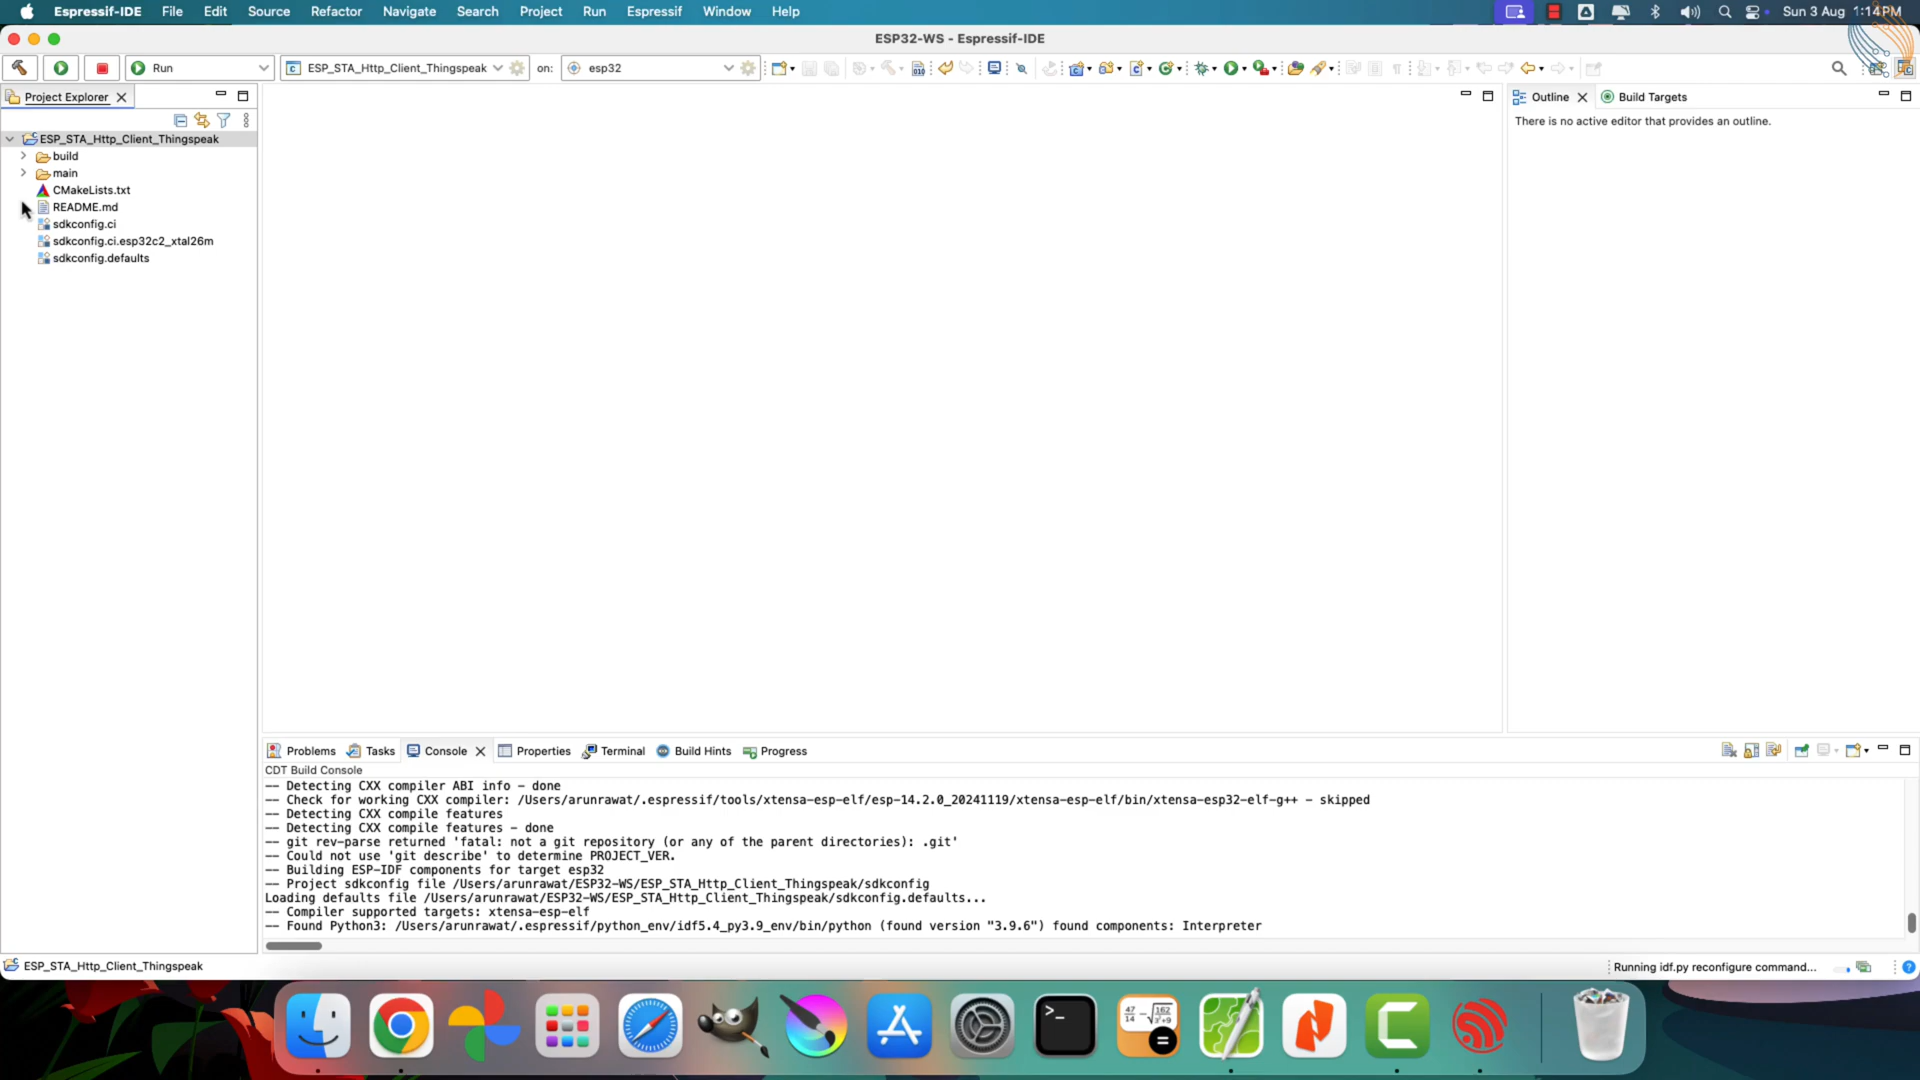 Espressif-IDE File Edit Source Refactor Navigate Search Project Run Espressif Window Help Sun 3 Aug 1:14PM
ESP32-WS - Espressif-IDE
Run ESP_STA_Http_Client_Thingspeak on: esp32
Project Explorer
Outline Build Targets
There is no active editor that provides an outline.
ESP_STA_Http_Client_Thingspeak
build
main
CMakeLists.txt
README.md
sdkconfig.ci
sdkconfig.ci.esp32c2_xtal26m
sdkconfig.defaults
Problems Tasks Console Properties Terminal Build Hints Progress
CDT Build Console
-- Detecting CXX compiler ABI info - done
-- Check for working CXX compiler: /Users/arunrawat/.espressif/tools/xtensa-esp-elf/esp-14.2.0_20241119/xtensa-esp-elf/bin/xtensa-esp32-elf-g++ - skipped
-- Detecting CXX compile features
-- Detecting CXX compile features - done
-- git rev-parse returned 'fatal: not a git repository (or any of the parent directories): .git'
-- Could not use 'git describe' to determine PROJECT_VER.
-- Building ESP-IDF components for target esp32
-- Project sdkconfig file /Users/arunrawat/ESP32-WS/ESP_STA_Http_Client_Thingspeak/sdkconfig
Loading defaults file /Users/arunrawat/ESP32-WS/ESP_STA_Http_Client_Thingspeak/sdkconfig.defaults...
-- Compiler supported targets: xtensa-esp-elf
-- Found Python3: /Users/arunrawat/.espressif/python_env/idf5.4_py3.9_env/bin/python (found version "3.9.6") found components: Interpreter
ESP_STA_Http_Client_Thingspeak
Running idf.py reconfigure command...